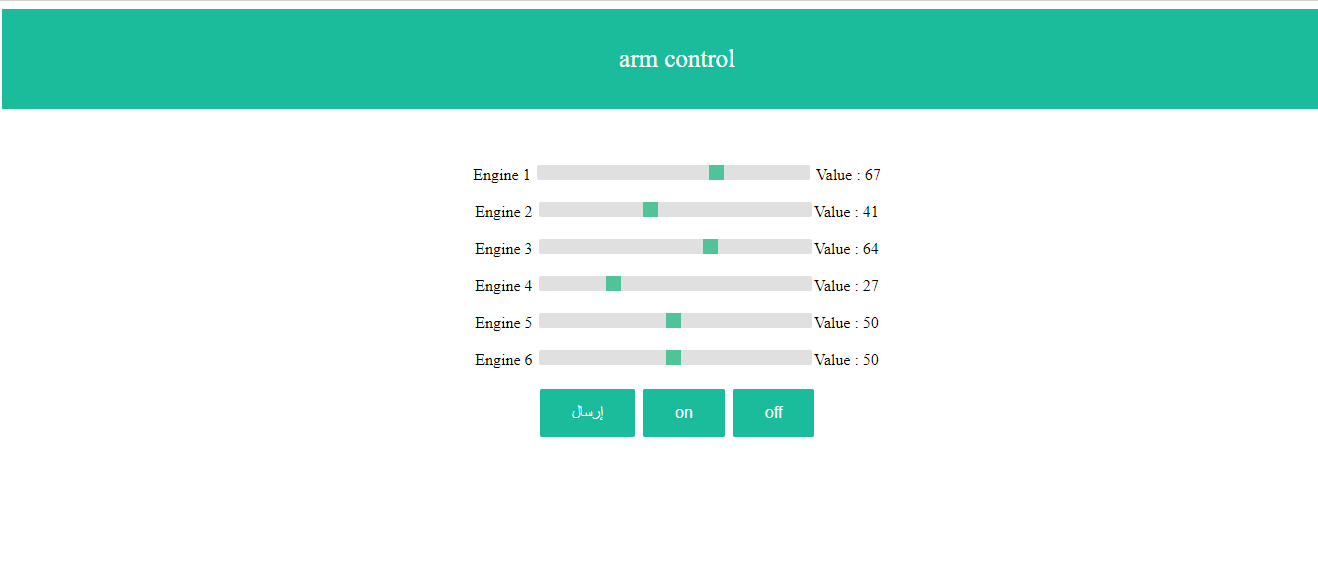 arm control
Engine 1 Value : 67
Engine 2 Value : 41
Engine 3 Value : 64
Engine 4 Value : 27
Engine 5 Value : 50
Engine 6 Value : 50
إرسال on off